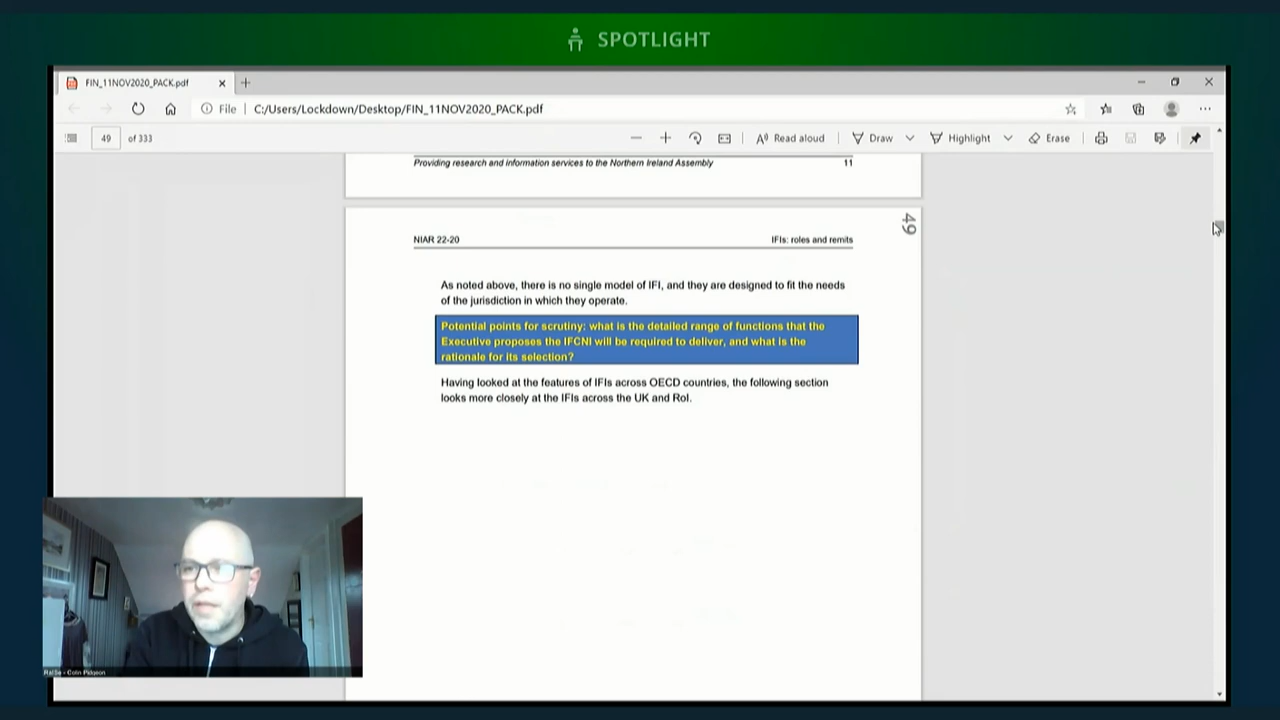 SPOTLIGHT
FIN_11NOV2020_PACK.pdf
File
C:/Users/Lockdown/Desktop/FIN_11NOV2020_PACK.pdf
49 of 333
Read aloud
Draw
Highlight
Erase
Providing research and information services to the Northern Ireland Assembly 11
49
NIAR 22-20 IFIs: roles and remits
As noted above, there is no single model of IFI, and they are designed to fit the needs
of the jurisdiction in which they operate.
Potential points for scrutiny: what is the detailed range of functions that the
Executive proposes the IFCNI will be required to deliver, and what is the
rationale for its selection?
Having looked at the features of IFIs across OECD countries, the following section
looks more closely at the IFIs across the UK and RoI.
RaISe - Colin Pidgeon